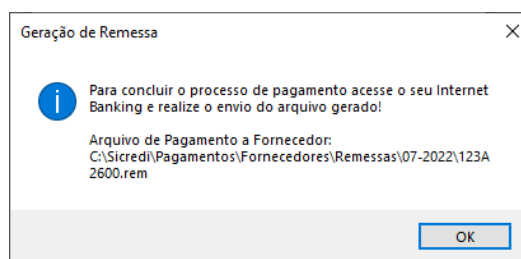 Geração de Remessa
Para concluir o processo de pagamento acesse o seu Internet
Banking e realize o envio do arquivo gerado!
Arquivo de Pagamento a Fornecedor:
C:\Sicredi\Pagamentos\Fornecedores\Remessas\07-2022\123A
2600.rem
OK